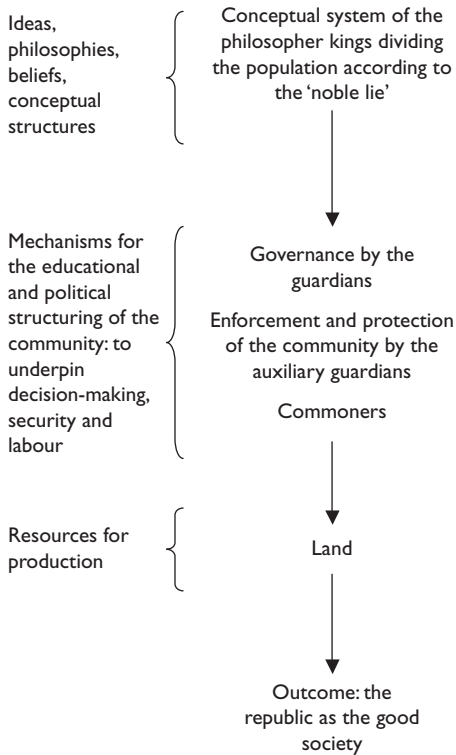 Ideas,
philosophies,
beliefs,
conceptual
structures
Conceptual system of the
philosopher kings dividing
the population according to
the ‘noble lie’
Mechanisms for
the educational
and political
structuring of the
community: to
underpin
decision-making,
security and
labour
Governance by the
guardians
Enforcement and protection
of the community by the
auxiliary guardians
Commoners
Resources for
production
Land
Outcome: the
republic as the good
society